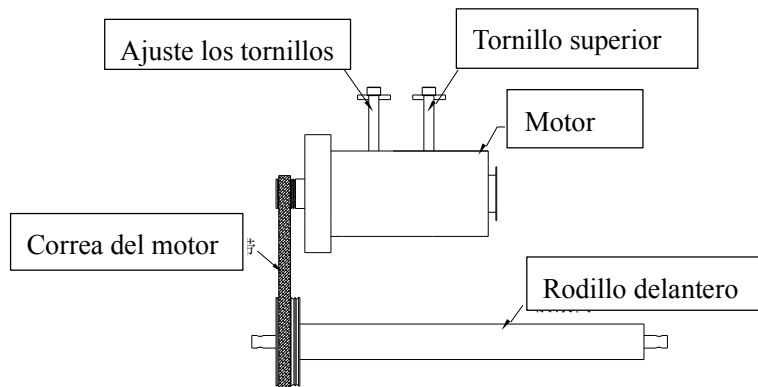 Ajuste los tornillos
Tornillo superior
Motor
Correa del motor
Rodillo delantero